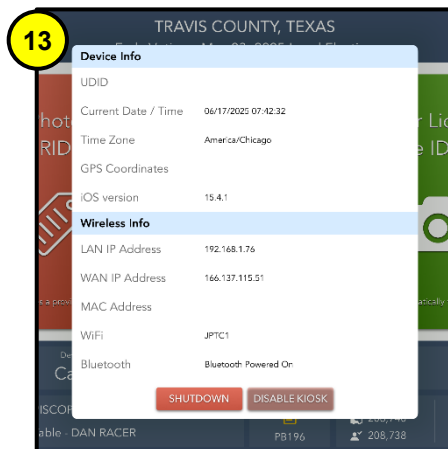 13
TRAVIS COUNTY, TEXAS
Device Info
UDID
Current Date / Time 06/17/2025 07:42:32
Time Zone America/Chicago
GPS Coordinates
iOS version 15.4.1
Wireless Info
LAN IP Address 192.168.1.76
WAN IP Address 166.137.115.51
MAC Address
WiFi JPTC1
Bluetooth Bluetooth Powered On
SHUTDOWN DISABLE KIOSK
able - DAN RACER
PB196
208,738